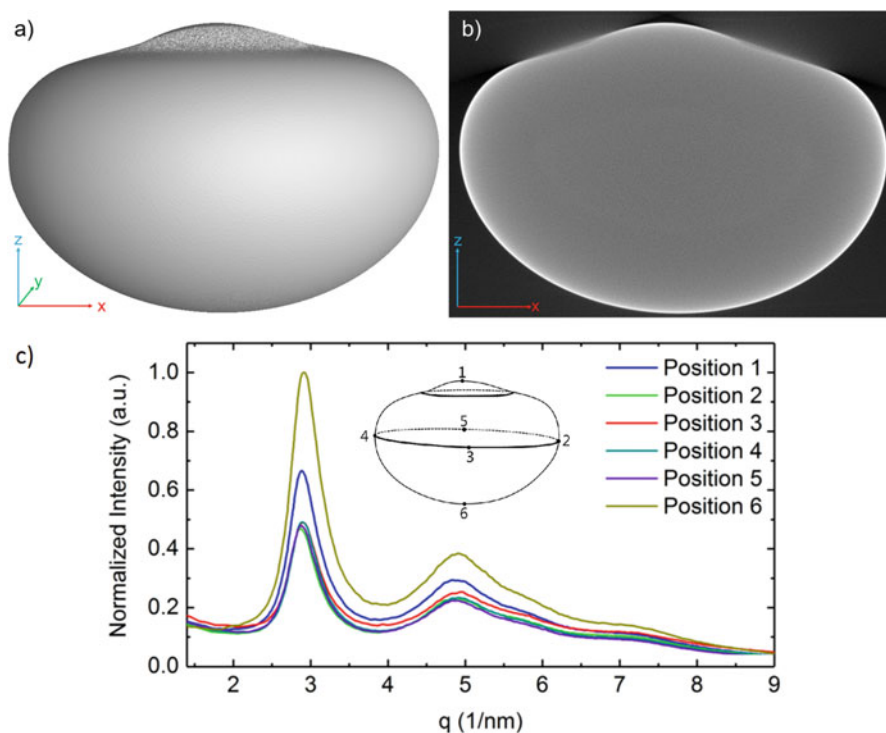 a)
z
y
x
b)
z
x
c)
Normalized Intensity (a.u.)
1.0
0.8
0.6
0.4
0.2
0.0
2
3
4
5
6
7
8
9
q (1/nm)
1
4
5
2
3
6
Position 1
Position 2
Position 3
Position 4
Position 5
Position 6